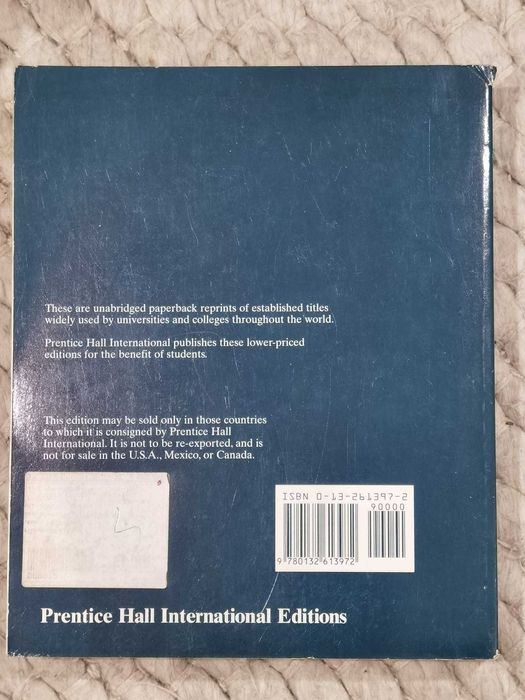 These are unabridged paperback reprints of established titles
widely used by universities and colleges throughout the world.
Prentice Hall International publishes these lower-priced
editions for the benefit of students.
This edition may be sold only in those countries
to which it is consigned by Prentice Hall
International. It is not to be re-exported, and is
not for sale in the U.S.A., Mexico, or Canada.
ISBN 0-13-261397-2
90000
9 780132 613972
Prentice Hall International Editions